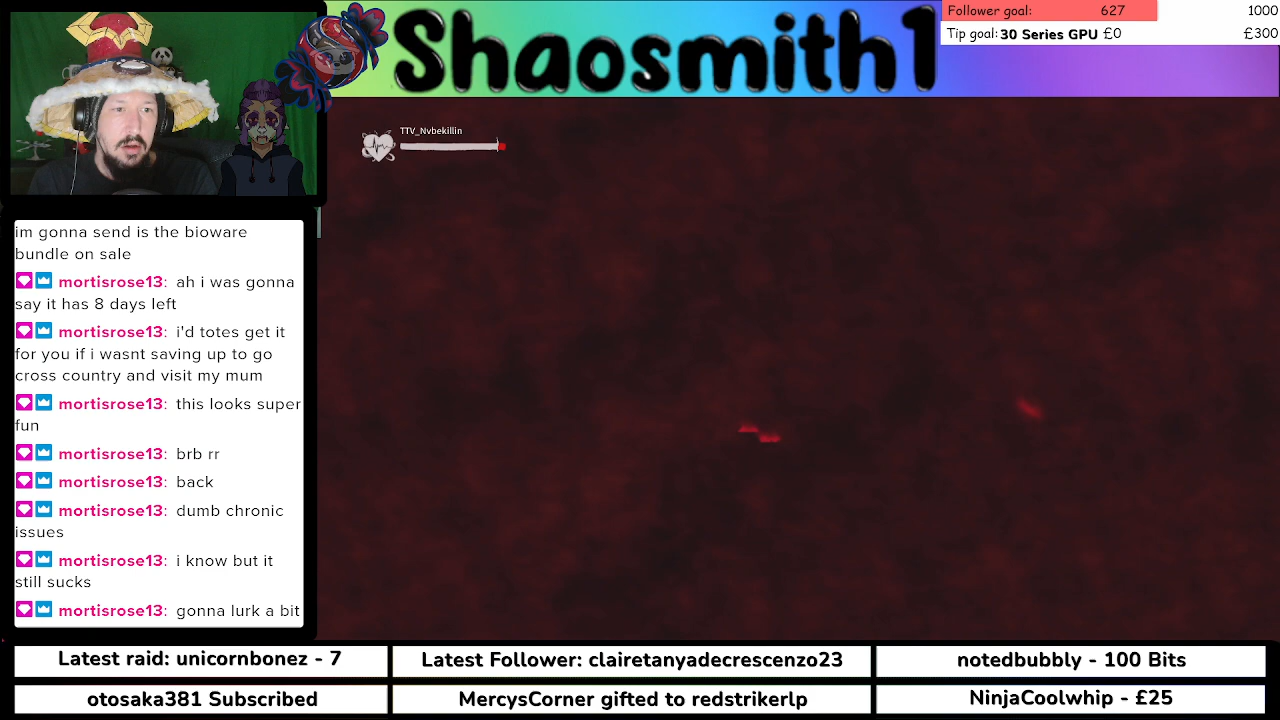 Shaosmith1
Follower goal: 627 1000
Tip goal: 30 Series GPU £0 £300
TTV_Nvbekillin
im gonna send is the bioware
bundle on sale
mortisrose13: ah i was gonna
say it has 8 days left
mortisrose13: i'd totes get it
for you if i wasnt saving up to go
cross country and visit my mum
mortisrose13: this looks super
fun
mortisrose13: brb rr
mortisrose13: back
mortisrose13: dumb chronic
issues
mortisrose13: i know but it
still sucks
mortisrose13: gonna lurk a bit
Latest raid: unicornbonez - 7
Latest Follower: clairetanyadecrescenzo23
notedbubbly - 100 Bits
otosaka381 Subscribed
MercysCorner gifted to redstrikerlp
NinjaCoolwhip - £25